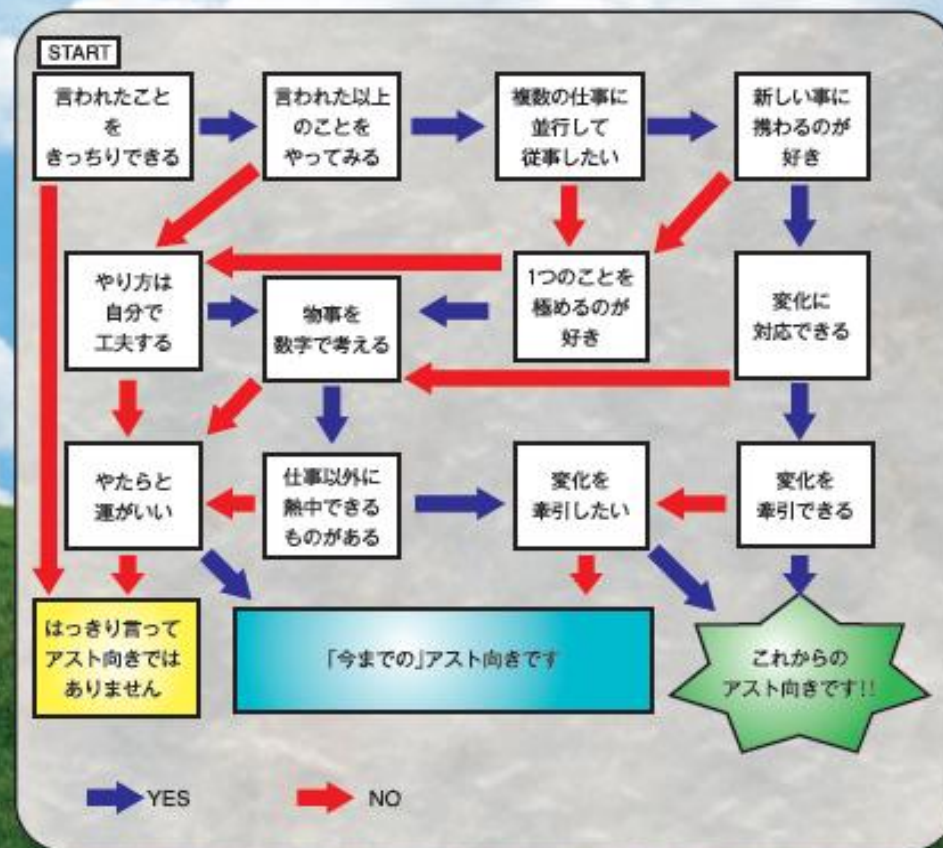 START
言われたこと
を
きっちりできる
言われた以上
のことを
やってみる
複数の仕事に
並行して
従事したい
新しい事に
携わるのが
好き
やり方は
自分で
工夫する
物事を
数字で考える
1つのことを
極めるのが
好き
変化に
対応できる
やたらと
運がいい
仕事以外に
熱中できる
ものがある
変化を
牽引したい
変化を
牽引できる
はっきり言って
アスト向きでは
ありません
「今までの」アスト向きです
これからの
アスト向きです!!
YES
NO